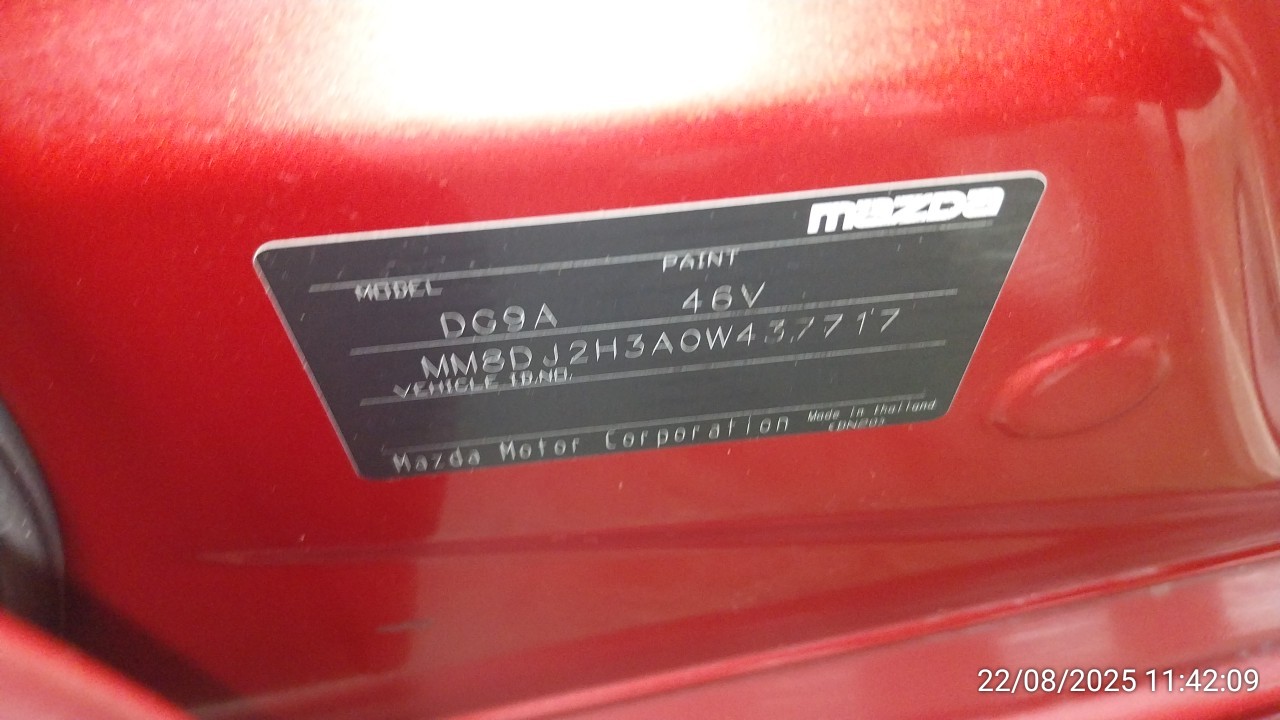 mazda
MODEL PAINT
DG9A 46V
MM8DJ2H3A0W437717
VEHICLE ID.NO.
Mazda Motor Corporation Made in thailand
22/08/2025 11:42:09